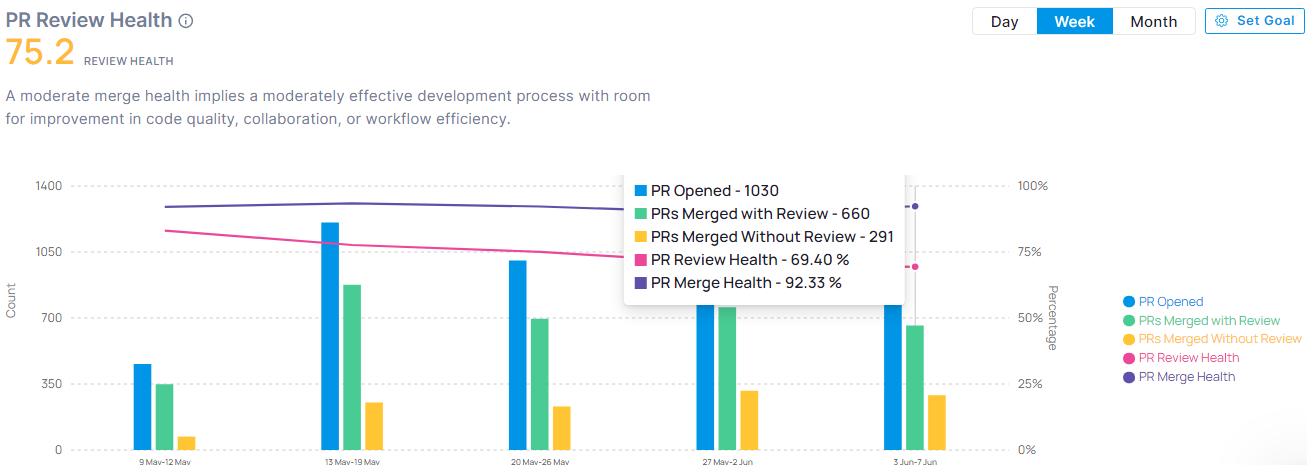 PR Review Health
Day Week Month Set Goal
75.2 REVIEW HEALTH
A moderate merge health implies a moderately effective development process with room
for improvement in code quality, collaboration, or workflow efficiency.
1400
1050
700
350
0
Count
PR Opened - 1030
PRs Merged with Review - 660
PRs Merged Without Review - 291
PR Review Health - 69.40 %
PR Merge Health - 92.33 %
100%
75%
50%
25%
0%
Percentage
PR Opened
PRs Merged with Review
PRs Merged Without Review
PR Review Health
PR Merge Health
9 May-12 May
13 May-19 May
20 May-26 May
27 May-2 Jun
3 Jun-7 Jun